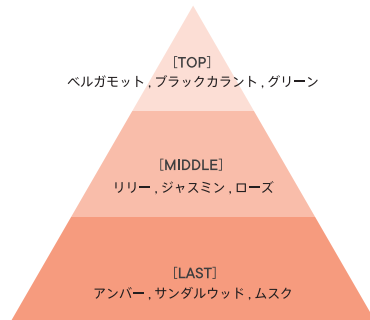 [TOP]
ベルガモット , ブラックカラント , グリーン
[MIDDLE]
リリー , ジャスミン , ローズ
[LAST]
アンバー , サンダルウッド , ムスク